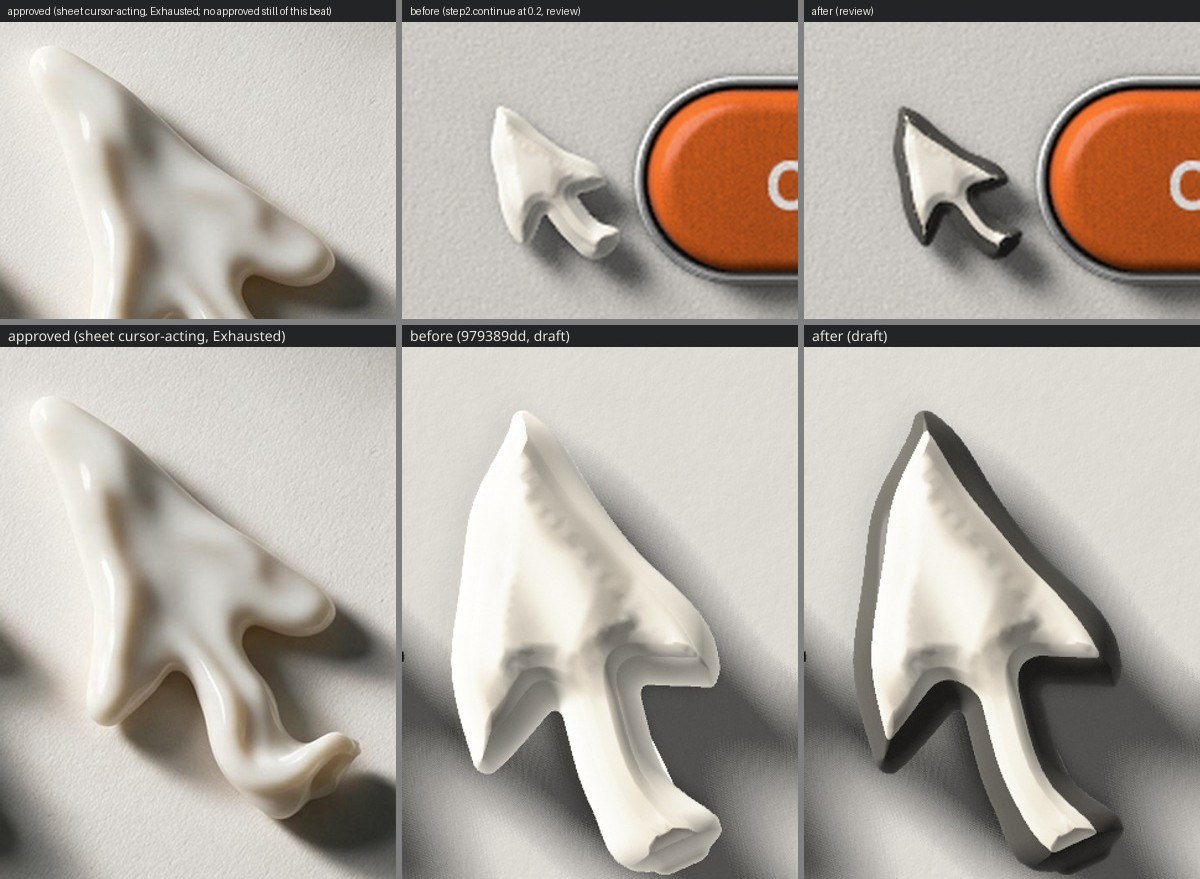 approved (sheet cursor-acting, Exhausted; no approved still of this beat)
before (step2.continue at 0.2, review)
after (review)
approved (sheet cursor-acting, Exhausted)
before (979389dd, draft)
after (draft)